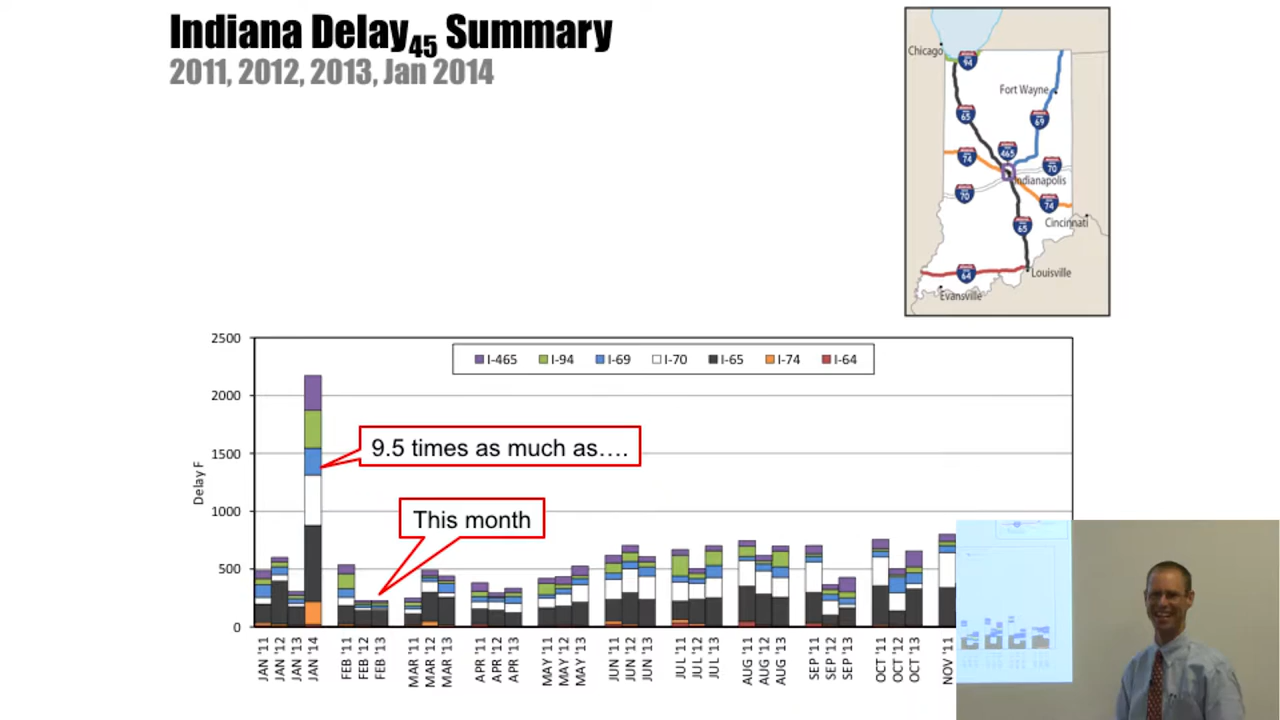 Indiana Delay45 Summary
2011, 2012, 2013, Jan 2014
Chicago
94
Fort Wayne
65
69
465
74
70
Indianapolis
70
74
Cincinnati
65
64
Louisville
Evansville
2500
2000
1500
1000
500
0
Delay F
I-465 I-94 I-69 I-70 I-65 I-74 I-64
9.5 times as much as….
This month
JAN '11
JAN '12
JAN '13
JAN '14
FEB '11
FEB '12
FEB '13
MAR '11
MAR '12
MAR '13
APR '11
APR '12
APR '13
MAY '11
MAY '12
MAY '13
JUN '11
JUN '12
JUN '13
JUL '11
JUL '12
JUL '13
AUG '11
AUG '12
AUG '13
SEP '11
SEP '12
SEP '13
OCT '11
OCT '12
OCT '13
NOV '11